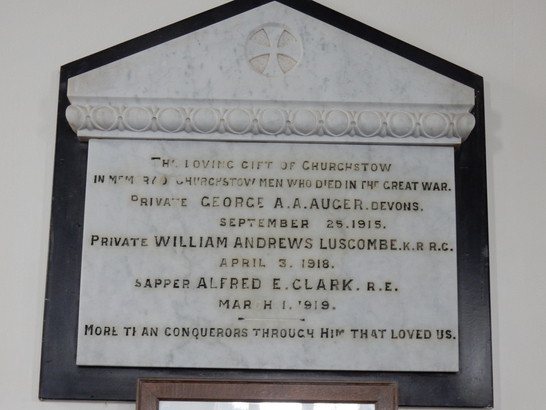 THE LOVING GIFT OF CHURCHSTOW
IN MEMORY OF CHURCHSTOW MEN WHO DIED IN THE GREAT WAR.
PRIVATE GEORGE A.A. AUGER. DEVONS.
SEPTEMBER 25. 1915.
PRIVATE WILLIAM ANDREWS LUSCOMBE. K.R R.C.
APRIL 3. 1918.
SAPPER ALFRED E. CLARK. R.E.
MARCH 1. 1919.
MORE THAN CONQUERORS THROUGH HIM THAT LOVED US.